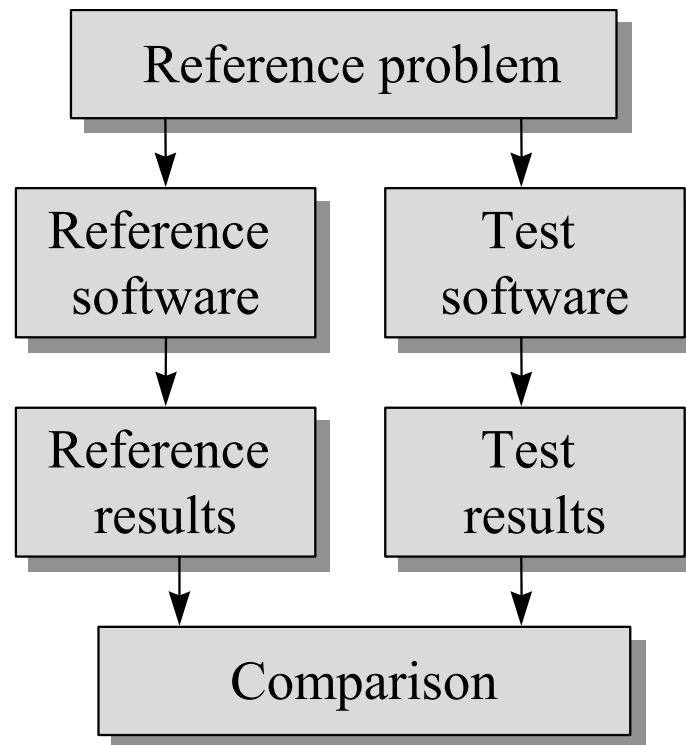 Reference problem
Reference
software
Test
software
Reference
results
Test
results
Comparison